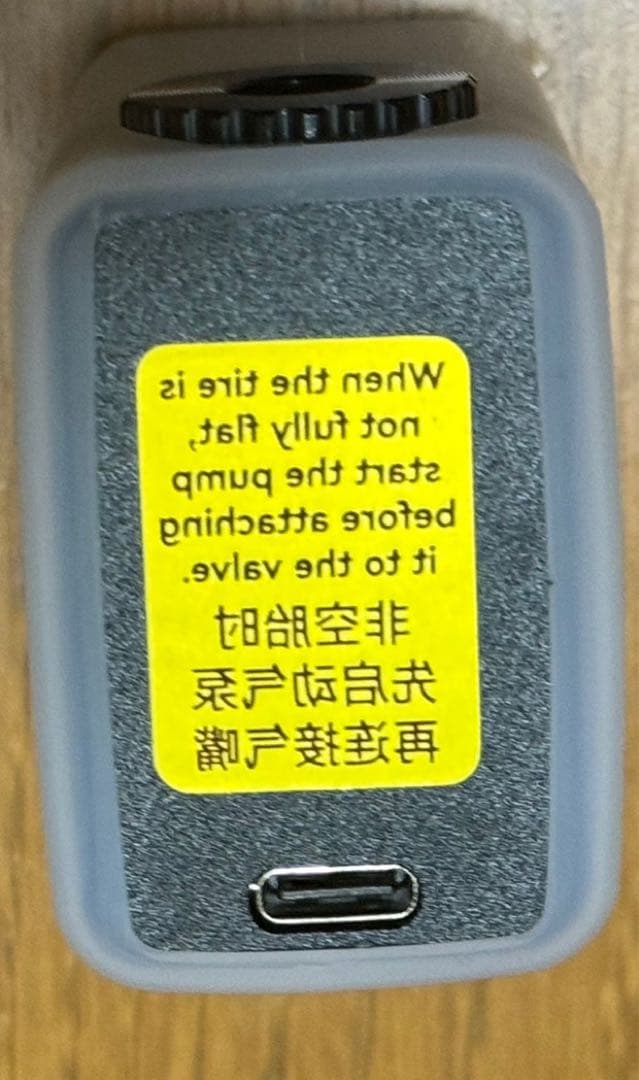 When the tire is
not fully flat,
start the pump
before attaching
it to the valve.
非空胎时
先启动气泵
再连接气嘴